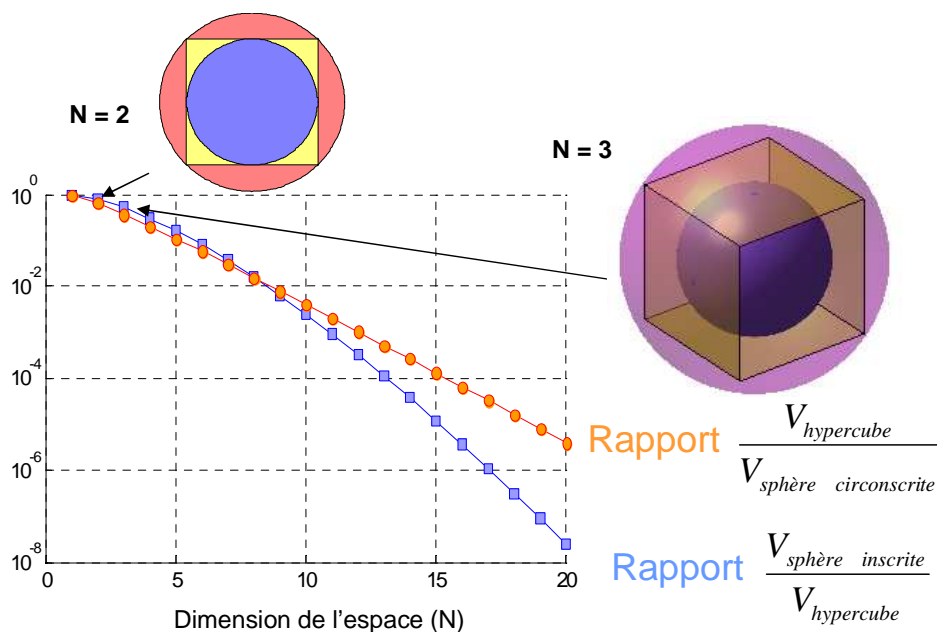 N = 2
N = 3
10^0
10^-2
10^-4
10^-6
10^-8
0 5 10 15 20
Dimension de l’espace (N)
Rapport V_hypercube / V_sphère circonscrite
Rapport V_sphère inscrite / V_hypercube